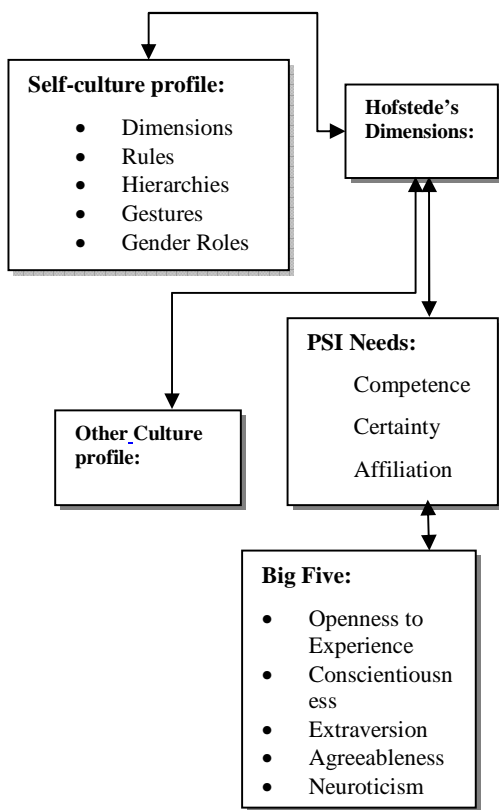 Self-culture profile:
• Dimensions
• Rules
• Hierarchies
• Gestures
• Gender Roles
Hofstede’s
Dimensions:
PSI Needs:
Competence
Certainty
Affiliation
Other Culture
profile:
Big Five:
• Openness to
Experience
• Conscientiousn
ess
• Extraversion
• Agreeableness
• Neuroticism